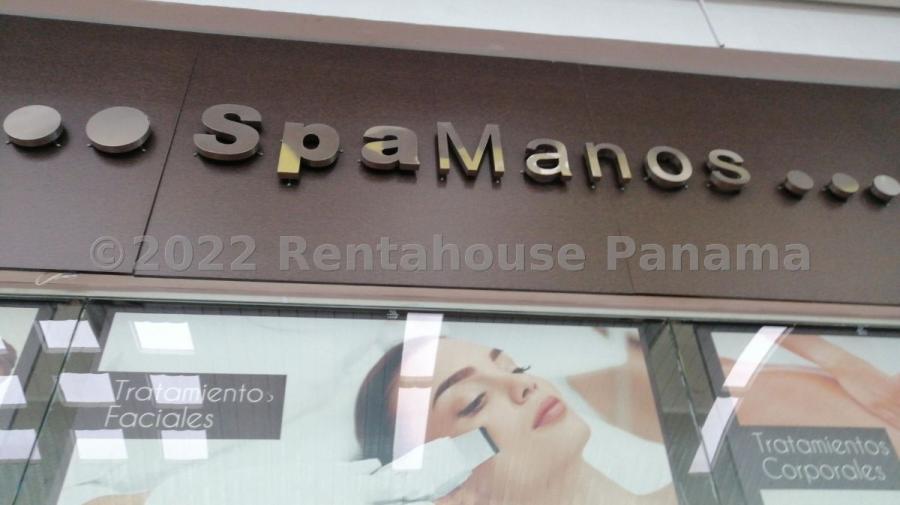 SpaManos
©2022 Rentahouse Panama
Tratamientos
Faciales
Tratamientos
Corporales